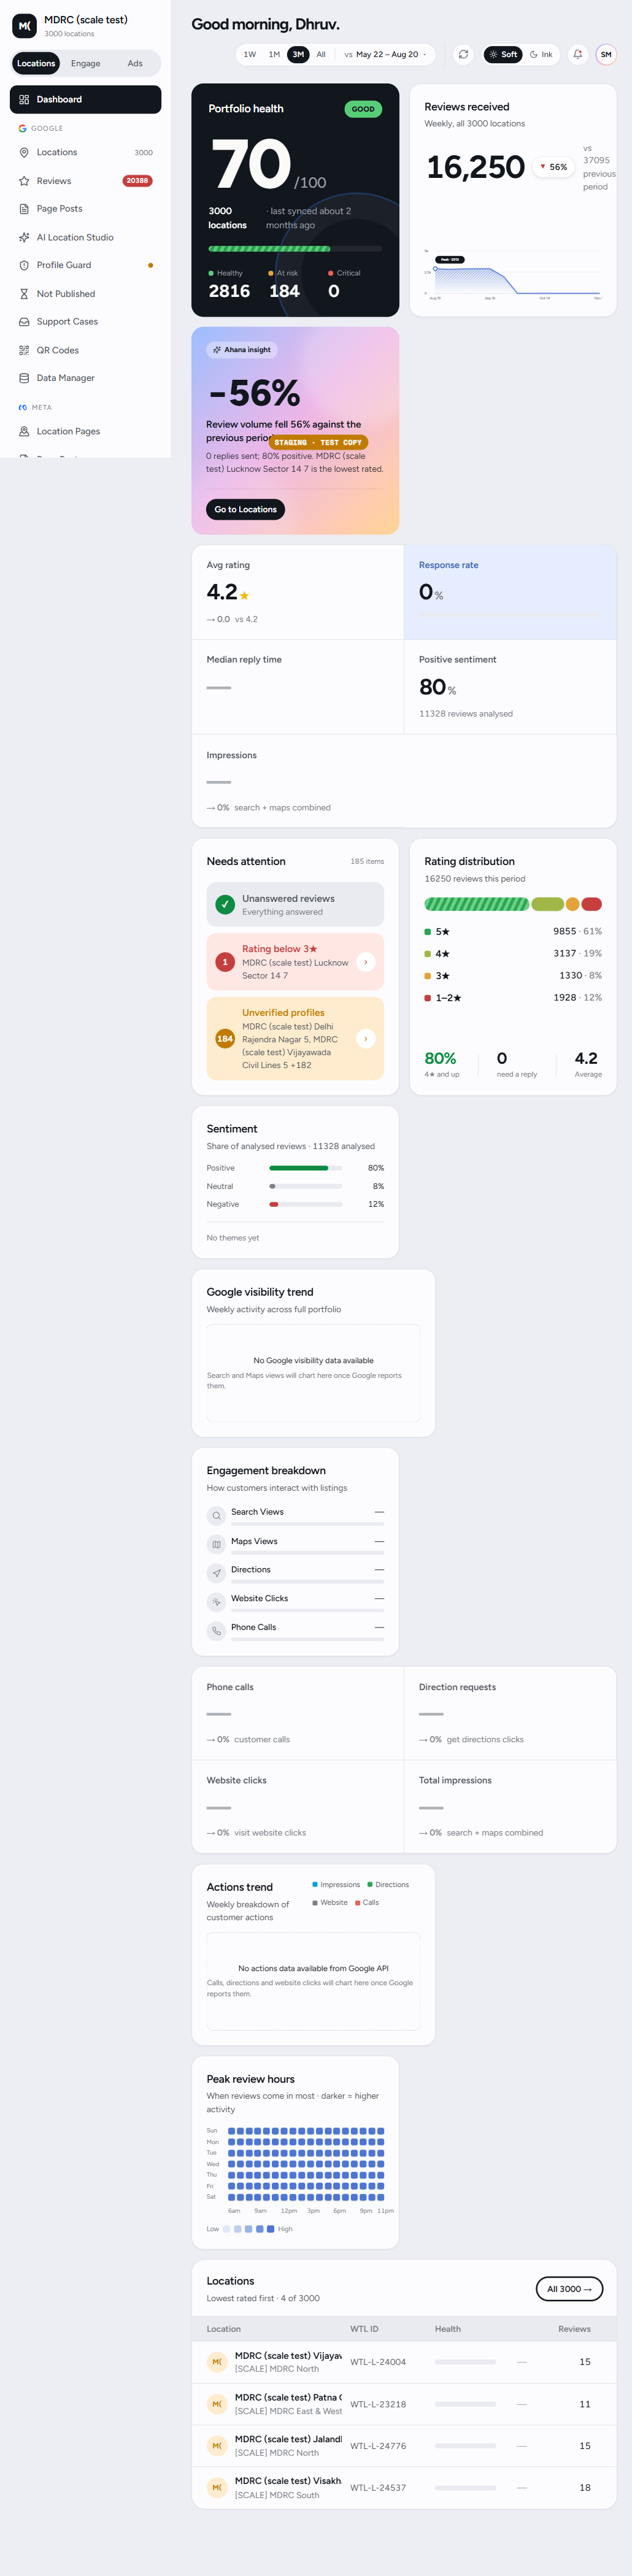 M(
MDRC (scale test)
3000 locations
Locations
Engage
Ads
Dashboard
GOOGLE
Locations 3000
Reviews 20388
Page Posts
AI Location Studio
Profile Guard
Not Published
Support Cases
QR Codes
Data Manager
META
Location Pages
Good morning, Dhruv.
1W 1M 3M All vs May 22 – Aug 20
Soft Ink
SM
Portfolio health GOOD
70 /100
3000 locations · last synced about 2 months ago
Healthy At risk Critical
2816 184 0
Reviews received
Weekly, all 3000 locations
16,250 ▼ 56% vs 37095 previous period
Ahana insight
-56%
Review volume fell 56% against the
previous period
STAGING · TEST COPY
0 replies sent; 80% positive. MDRC (scale
test) Lucknow Sector 14 7 is the lowest rated.
Go to Locations
Avg rating
4.2★
→ 0.0 vs 4.2
Response rate
0%
Median reply time
—
Positive sentiment
80%
11328 reviews analysed
Impressions
—
→ 0% search + maps combined
Needs attention 185 items
Unanswered reviews
Everything answered
1
Rating below 3★
MDRC (scale test) Lucknow
Sector 14 7
184
Unverified profiles
MDRC (scale test) Delhi
Rajendra Nagar 5, MDRC
(scale test) Vijayawada
Civil Lines 5 +182
Rating distribution
16250 reviews this period
5★ 9855 · 61%
4★ 3137 · 19%
3★ 1330 · 8%
1–2★ 1928 · 12%
80% 0 4.2
4★ and up need a reply Average
Sentiment
Share of analysed reviews · 11328 analysed
Positive 80%
Neutral 8%
Negative 12%
No themes yet
Google visibility trend
Weekly activity across full portfolio
No Google visibility data available
Search and Maps views will chart here once Google reports
them.
Engagement breakdown
How customers interact with listings
Search Views —
Maps Views —
Directions —
Website Clicks —
Phone Calls —
Phone calls
—
→ 0% customer calls
Direction requests
—
→ 0% get directions clicks
Website clicks
—
→ 0% visit website clicks
Total impressions
—
→ 0% search + maps combined
Actions trend
Weekly breakdown of
customer actions
Impressions Directions
Website Calls
No actions data available from Google API
Calls, directions and website clicks will chart here once Google
reports them.
Peak review hours
When reviews come in most · darker = higher
activity
Sun
Mon
Tue
Wed
Thu
Fri
Sat
6am 9am 12pm 3pm 6pm 9pm 11pm
Low High
Locations
Lowest rated first · 4 of 3000
All 3000 →
Location WTL ID Health Reviews
M( MDRC (scale test) Vijayaw WTL-L-24004 — 15
[SCALE] MDRC North
M( MDRC (scale test) Patna WTL-L-23218 — 11
[SCALE] MDRC East & West
M( MDRC (scale test) Jaland WTL-L-24776 — 15
[SCALE] MDRC North
M( MDRC (scale test) Visakh WTL-L-24537 — 18
[SCALE] MDRC South